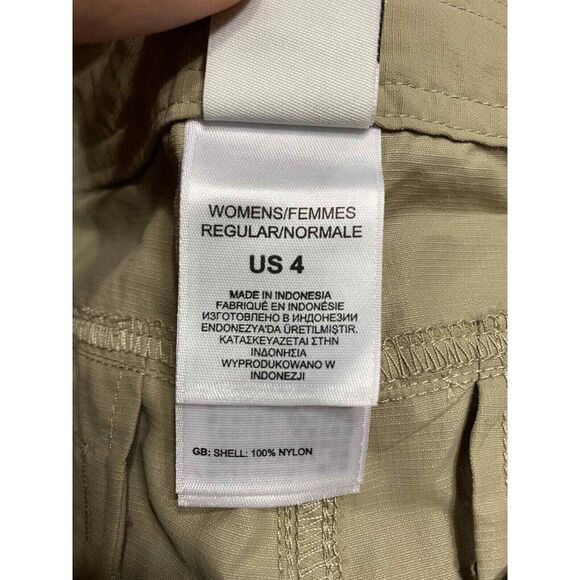 WOMENS/FEMMES
REGULAR/NORMALE
US 4
MADE IN INDONESIA
FABRIQUÉ EN INDONÉSIE
ИЗГОТОВЛЕНО В ИНДОНЕЗИИ
ENDONEZYA'DA ÜRETILMIŞTIR.
ΚΑΤΑΣΚΕΥΑΖΕΤΑΙ ΣΤΗΝ
ΙΝΔΟΝΗΣΙΑ
WYPRODUKOWANO W
INDONEZJI
GB: SHELL: 100% NYLON